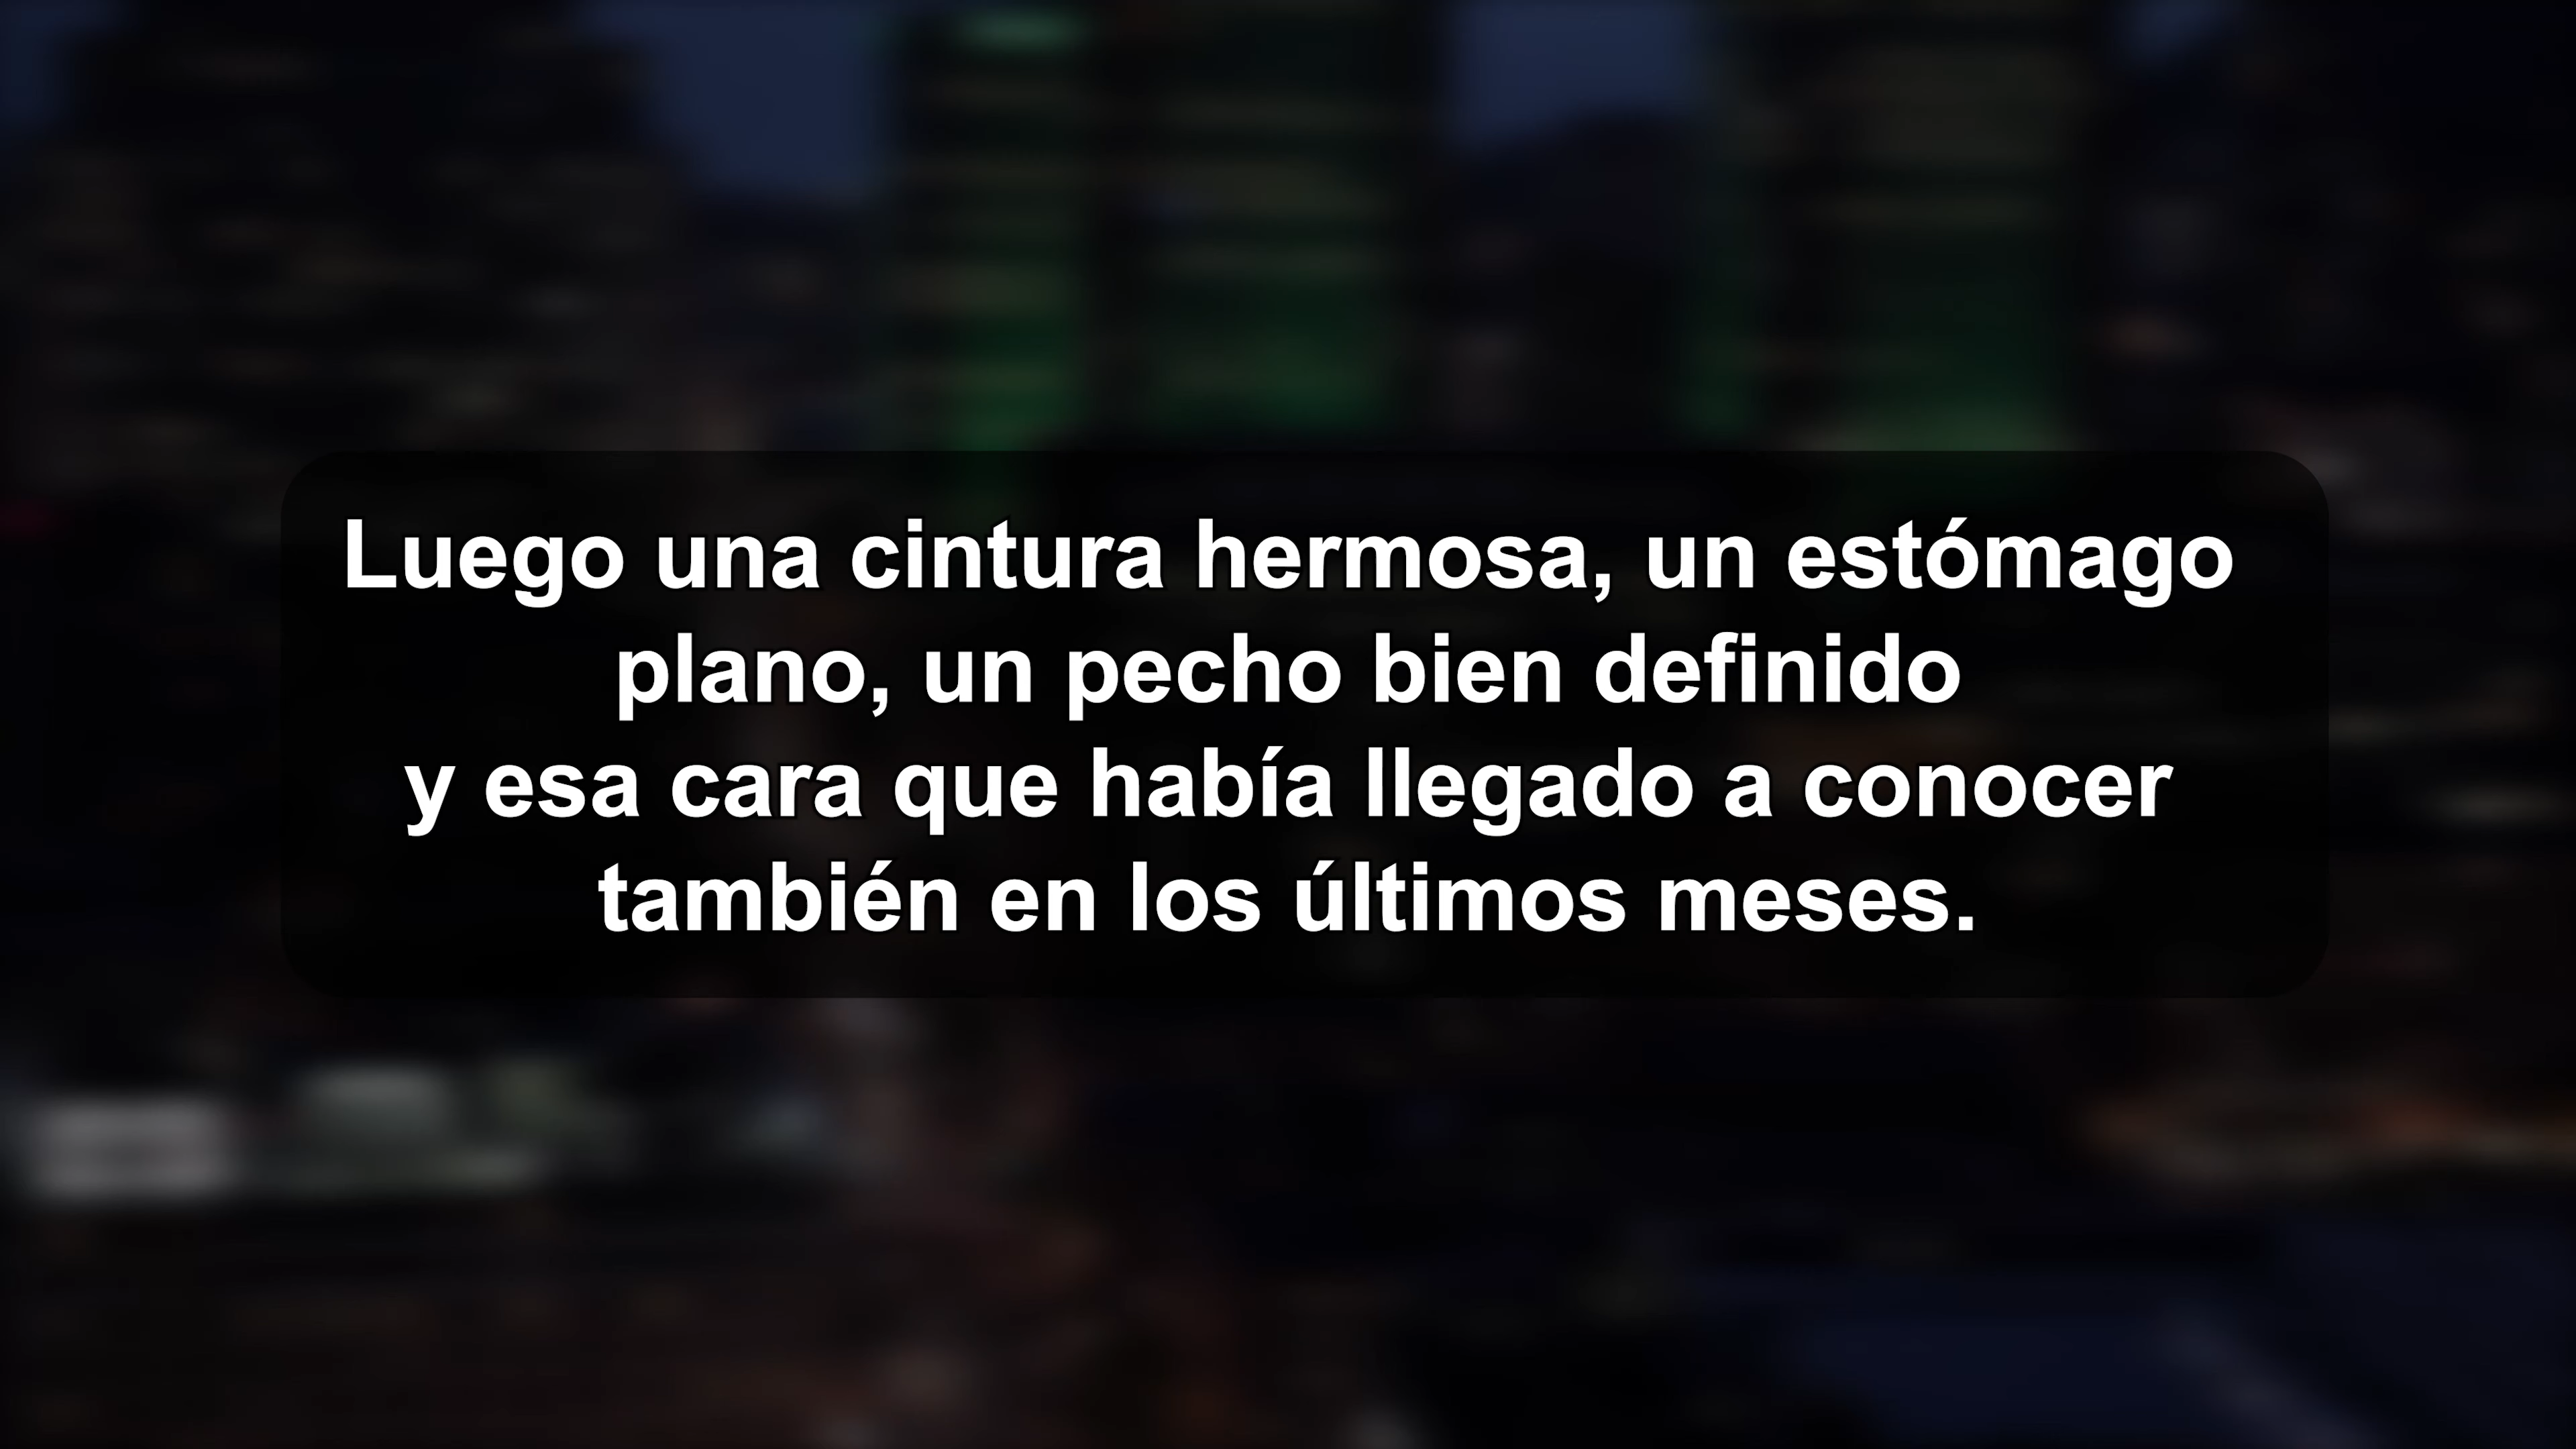 Luego una cintura hermosa, un estómago
plano, un pecho bien definido
y esa cara que había llegado a conocer
también en los últimos meses.